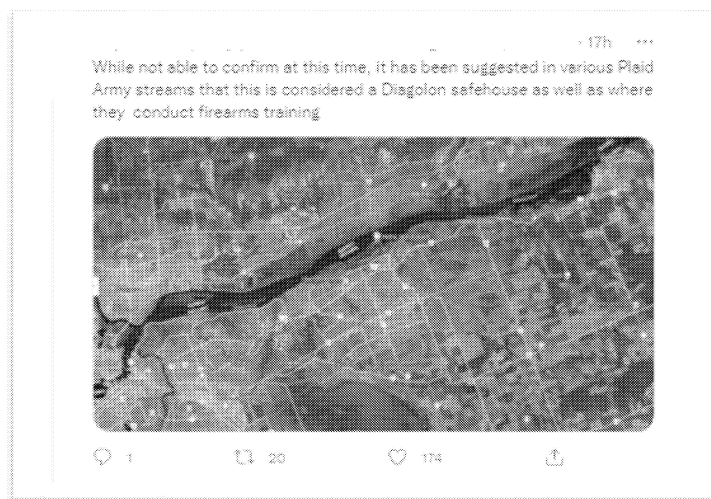 · 17h ···
While not able to confirm at this time, it has been suggested in various Plaid
Army streams that this is considered a Diagolon safehouse as well as where
they conduct firearms training
1 20 174